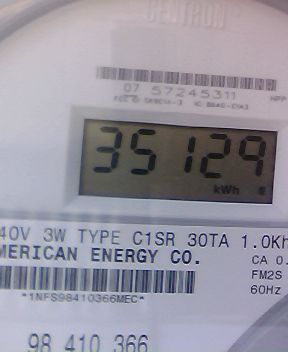 CENTRON
07 57245311
35129
kWh
40V 3W TYPE C1SR 30TA 1.0Kh
MERICAN ENERGY CO.
CA 0.
FM2S
60Hz
*1NFS98410366MEC*
98 410 366